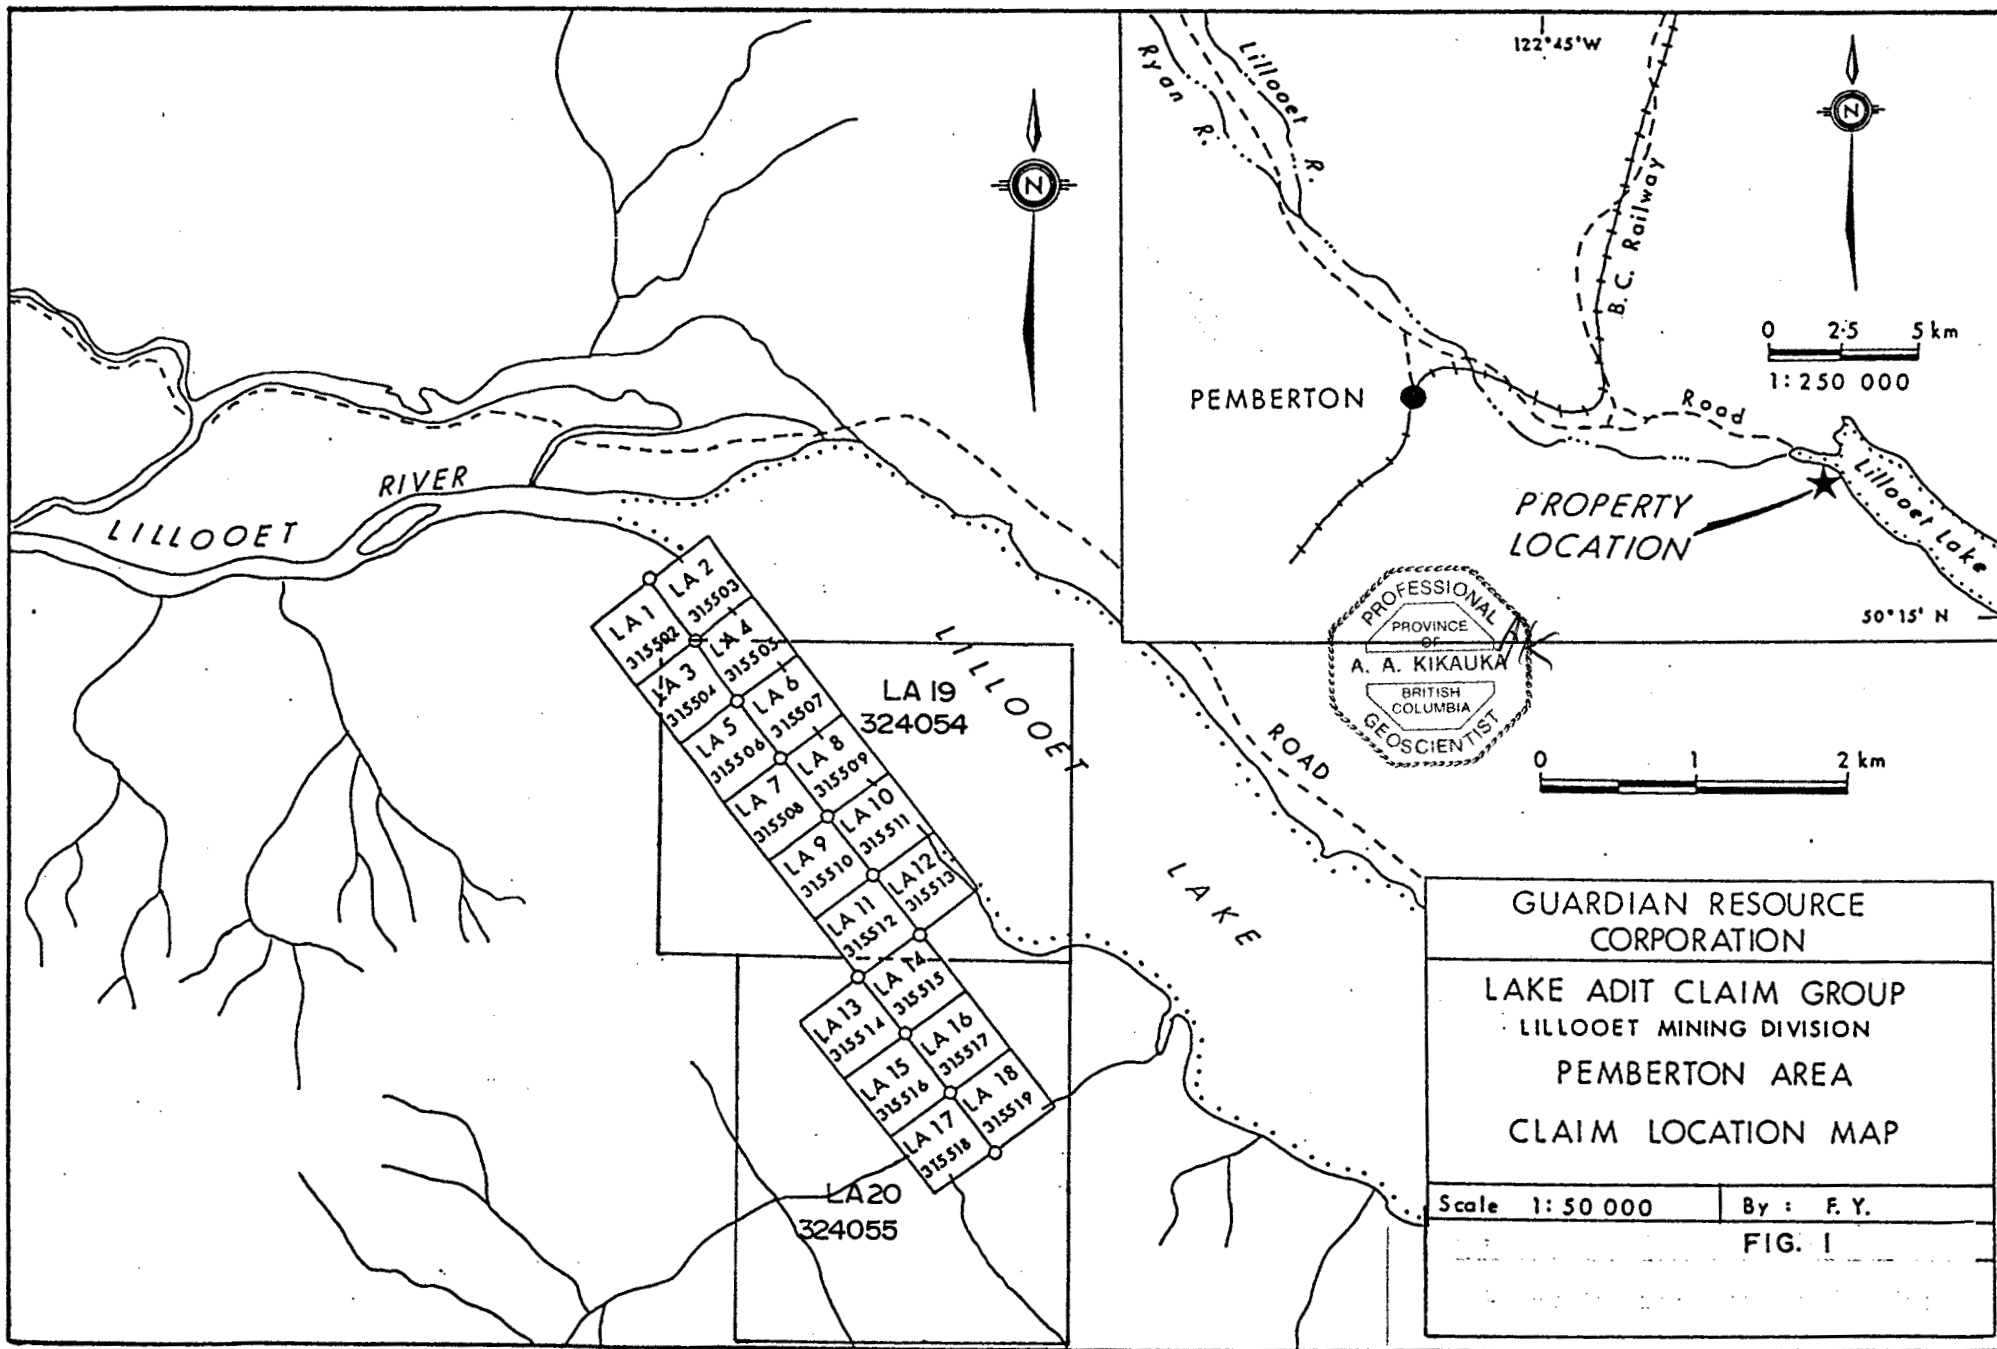 122°45'W
Ryan R.
Lillooet R.
B.C. Railway
N
N
0 2·5 5 km
1:250 000
PEMBERTON
Road
Lillooet Lake
PROPERTY
LOCATION
50°15' N
LILLOOET RIVER
PROFESSIONAL
PROVINCE
OF
A. A. KIKAUKA
BRITISH
COLUMBIA
GEOSCIENTIST
LILLOOET
LAKE
ROAD
0 1 2 km
LA 1
315502
LA 2
315503
LA 3
315504
LA 4
315505
LA 5
315506
LA 6
315507
LA 7
315508
LA 8
315509
LA 9
315510
LA 10
315511
LA 11
315512
LA 12
315513
LA 13
315514
LA 14
315515
LA 15
315516
LA 16
315517
LA 17
315518
LA 18
315519
LA 19
324054
LA 20
324055
GUARDIAN RESOURCE
CORPORATION
LAKE ADIT CLAIM GROUP
LILLOOET MINING DIVISION
PEMBERTON AREA
CLAIM LOCATION MAP
Scale 1: 50 000
By : F. Y.
FIG. 1